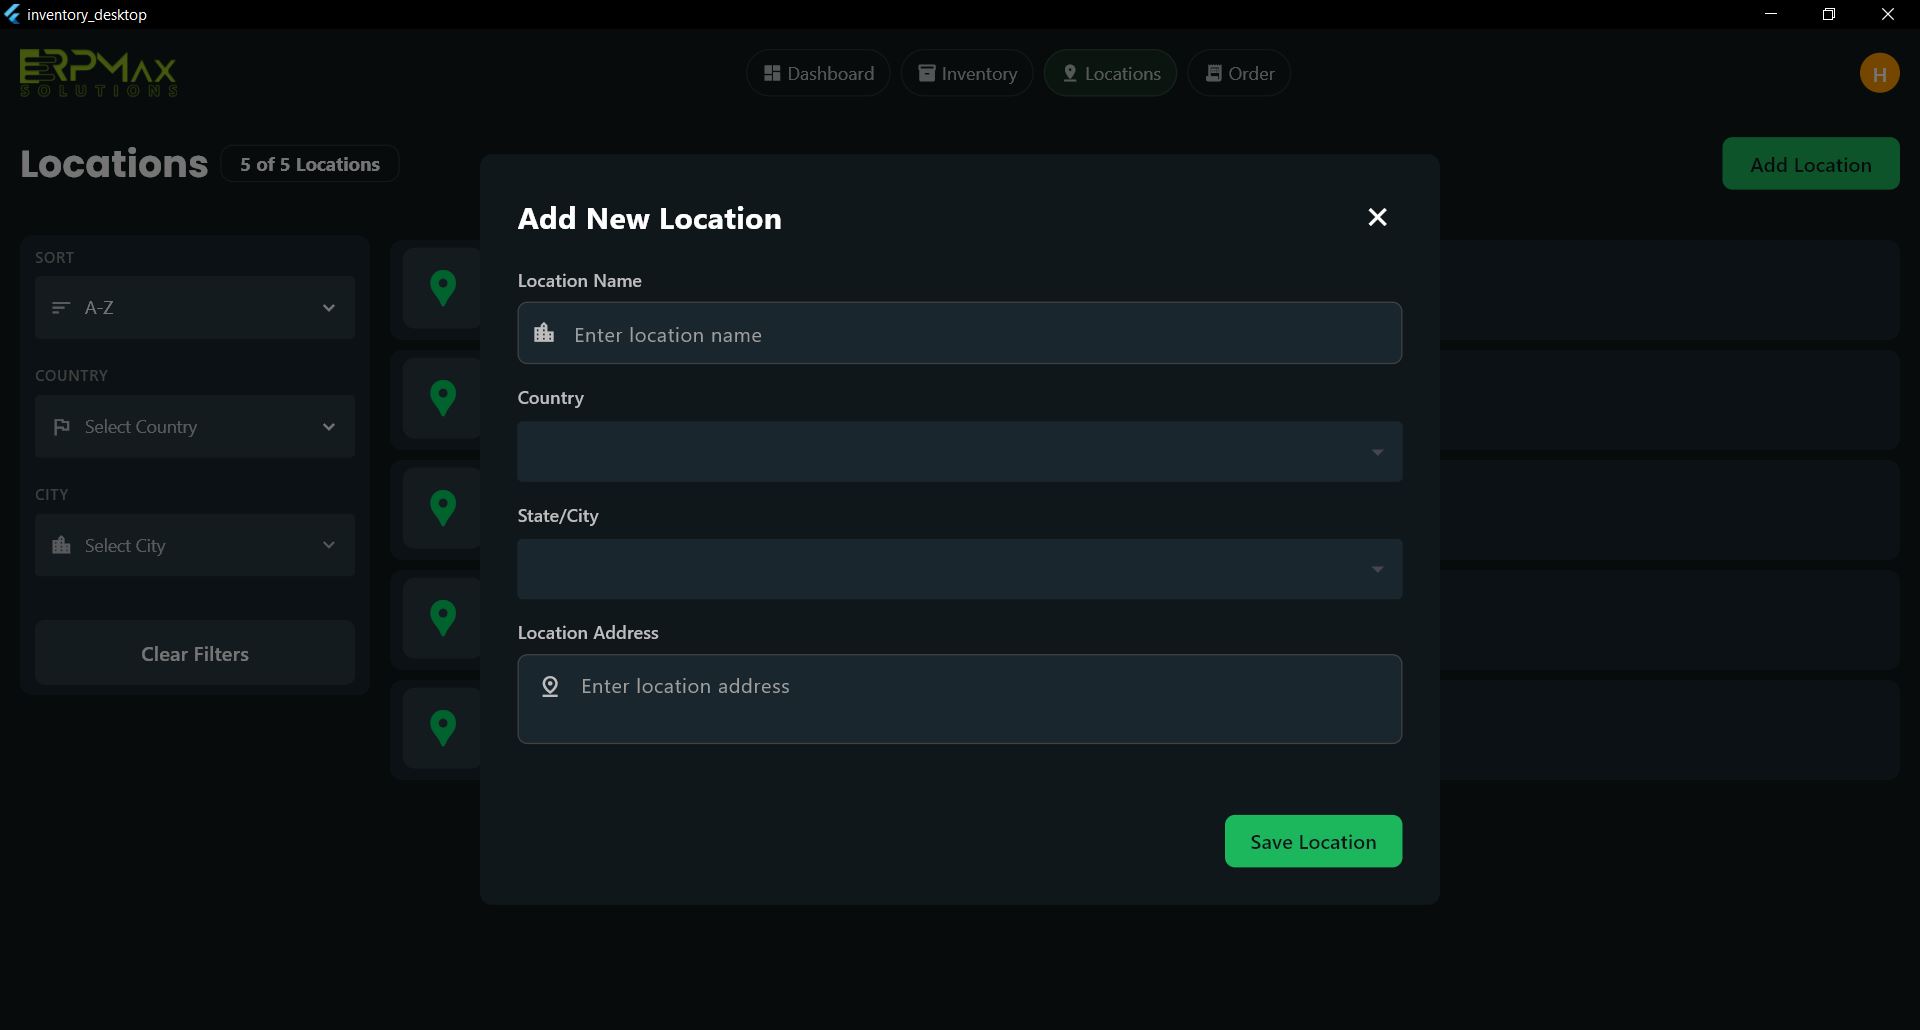 inventory_desktop
ERPMAX
SOLUTIONS
Dashboard
Inventory
Locations
Order
H
Locations
5 of 5 Locations
Add Location
SORT
A-Z
COUNTRY
Select Country
CITY
Select City
Clear Filters
Add New Location
Location Name
Enter location name
Country
State/City
Location Address
Enter location address
Save Location